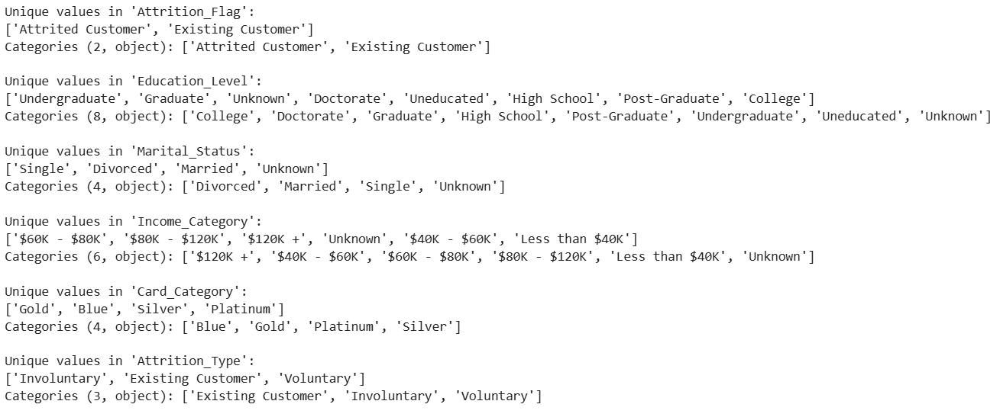 Unique values in 'Attrition_Flag':
['Attrited Customer', 'Existing Customer']
Categories (2, object): ['Attrited Customer', 'Existing Customer']
Unique values in 'Education_Level':
['Undergraduate', 'Graduate', 'Unknown', 'Doctorate', 'Uneducated', 'High School', 'Post-Graduate', 'College']
Categories (8, object): ['College', 'Doctorate', 'Graduate', 'High School', 'Post-Graduate', 'Undergraduate', 'Uneducated', 'Unknown']
Unique values in 'Marital_Status':
['Single', 'Divorced', 'Married', 'Unknown']
Categories (4, object): ['Divorced', 'Married', 'Single', 'Unknown']
Unique values in 'Income_Category':
['$60K - $80K', '$80K - $120K', '$120K +', 'Unknown', '$40K - $60K', 'Less than $40K']
Categories (6, object): ['$120K +', '$40K - $60K', '$60K - $80K', '$80K - $120K', 'Less than $40K', 'Unknown']
Unique values in 'Card_Category':
['Gold', 'Blue', 'Silver', 'Platinum']
Categories (4, object): ['Blue', 'Gold', 'Platinum', 'Silver']
Unique values in 'Attrition_Type':
['Involuntary', 'Existing Customer', 'Voluntary']
Categories (3, object): ['Existing Customer', 'Involuntary', 'Voluntary']